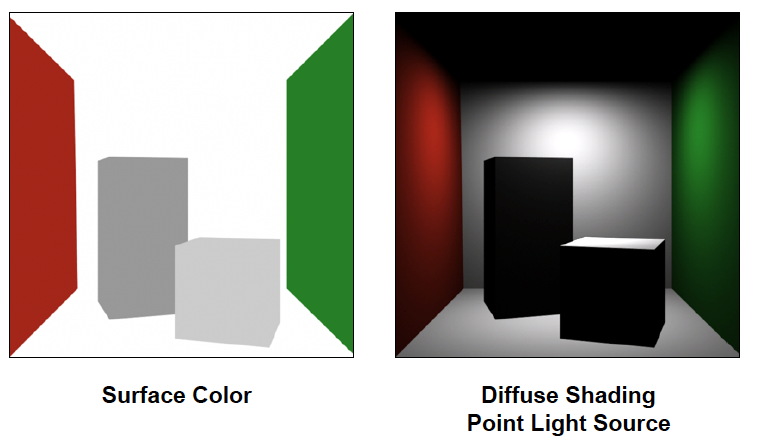 Surface Color
Diffuse Shading
Point Light Source